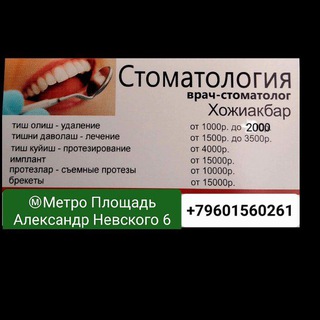 Стоматология
врач-стоматолог
Хожиакбар
тиш олиш - удаление от 1000р. до 2000
тишни даволаш - лечение от 1500р. до 3500р.
тиш куйиш - протезирование от 4000р.
имплант от 15000р.
протезлар - съемные протезы от 10000р.
брекеты от 15000р.
Ⓜ Метро Площадь
Александр Невского 6
+79601560261